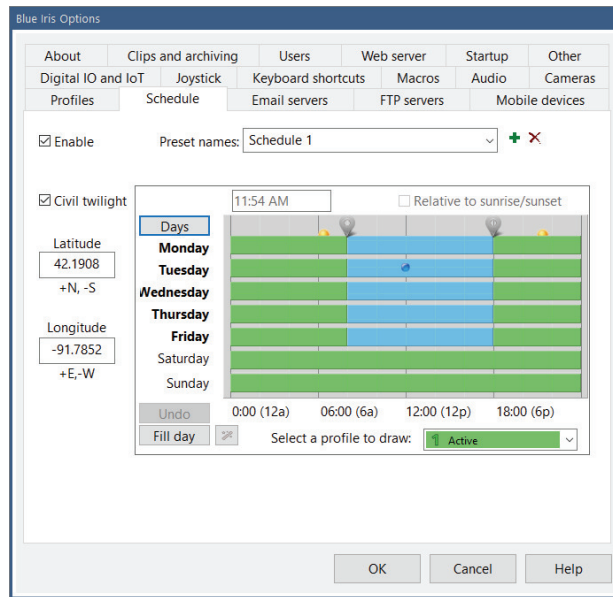 Blue Iris Options
About Clips and archiving Users Web server Startup Other
Digital IO and IoT Joystick Keyboard shortcuts Macros Audio Cameras
Profiles Schedule Email servers FTP servers Mobile devices
Enable Preset names: Schedule 1
Civil twilight 11:54 AM Relative to sunrise/sunset
Days
Latitude Monday
42.1908 Tuesday
+N, -S Wednesday
Thursday
Longitude Friday
-91.7852 Saturday
+E,-W Sunday
Undo 0:00 (12a) 06:00 (6a) 12:00 (12p) 18:00 (6p)
Fill day Select a profile to draw: 1 Active
OK Cancel Help